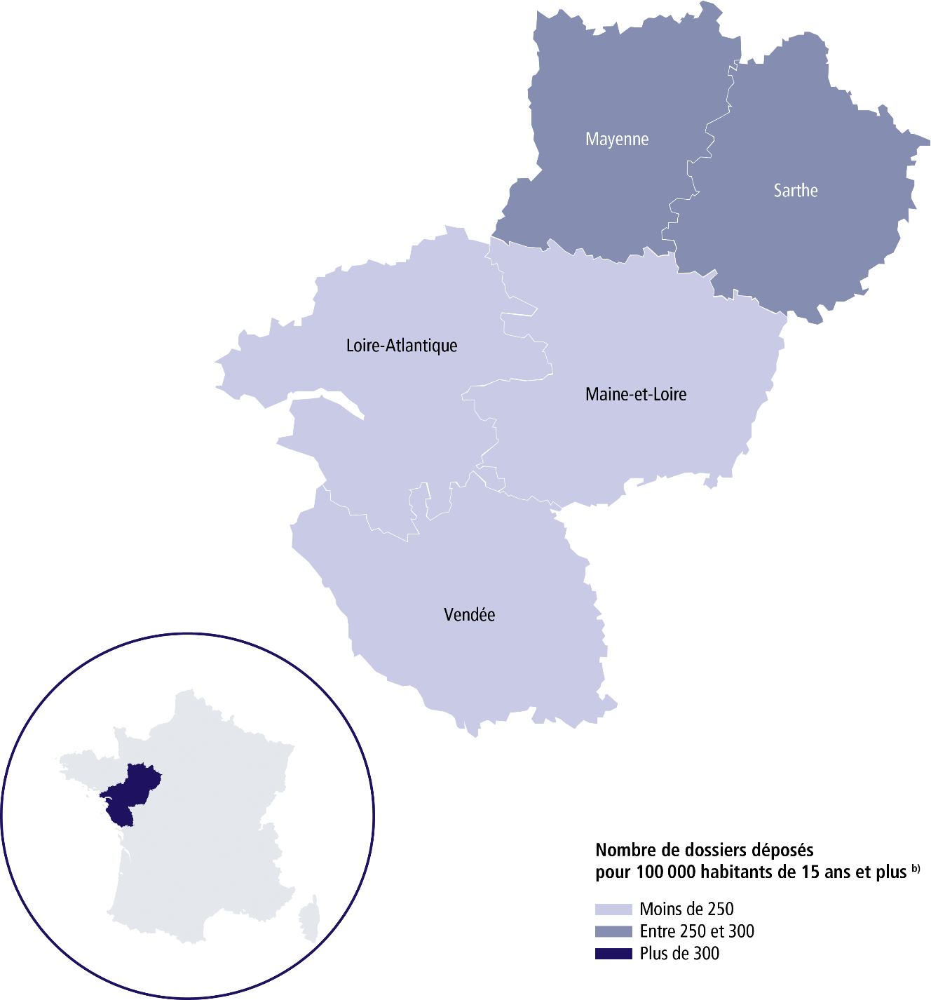 Mayenne
Sarthe
Loire-Atlantique
Maine-et-Loire
Vendée
Nombre de dossiers déposés
pour 100 000 habitants de 15 ans et plus b)
Moins de 250
Entre 250 et 300
Plus de 300